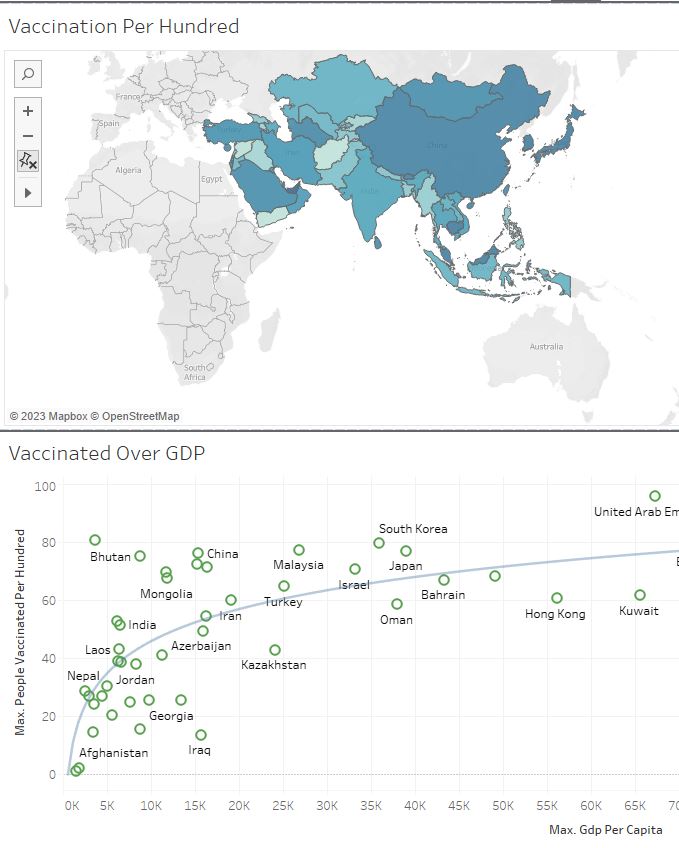 Vaccination Per Hundred
France
Spain
Turkey
Algeria
Egypt
Iran
China
India
South
Africa
Australia
© 2023 Mapbox © OpenStreetMap
Vaccinated Over GDP
Max. People Vaccinated Per Hundred
100
80
60
40
20
0
United Arab Em
South Korea
Bhutan
China
Malaysia
Japan
E
Mongolia
Israel
Turkey
Bahrain
Iran
Oman
Hong Kong
Kuwait
India
Azerbaijan
Laos
Kazakhstan
Nepal
Jordan
Georgia
Afghanistan
Iraq
0K 5K 10K 15K 20K 25K 30K 35K 40K 45K 50K 55K 60K 65K 70
Max. Gdp Per Capita